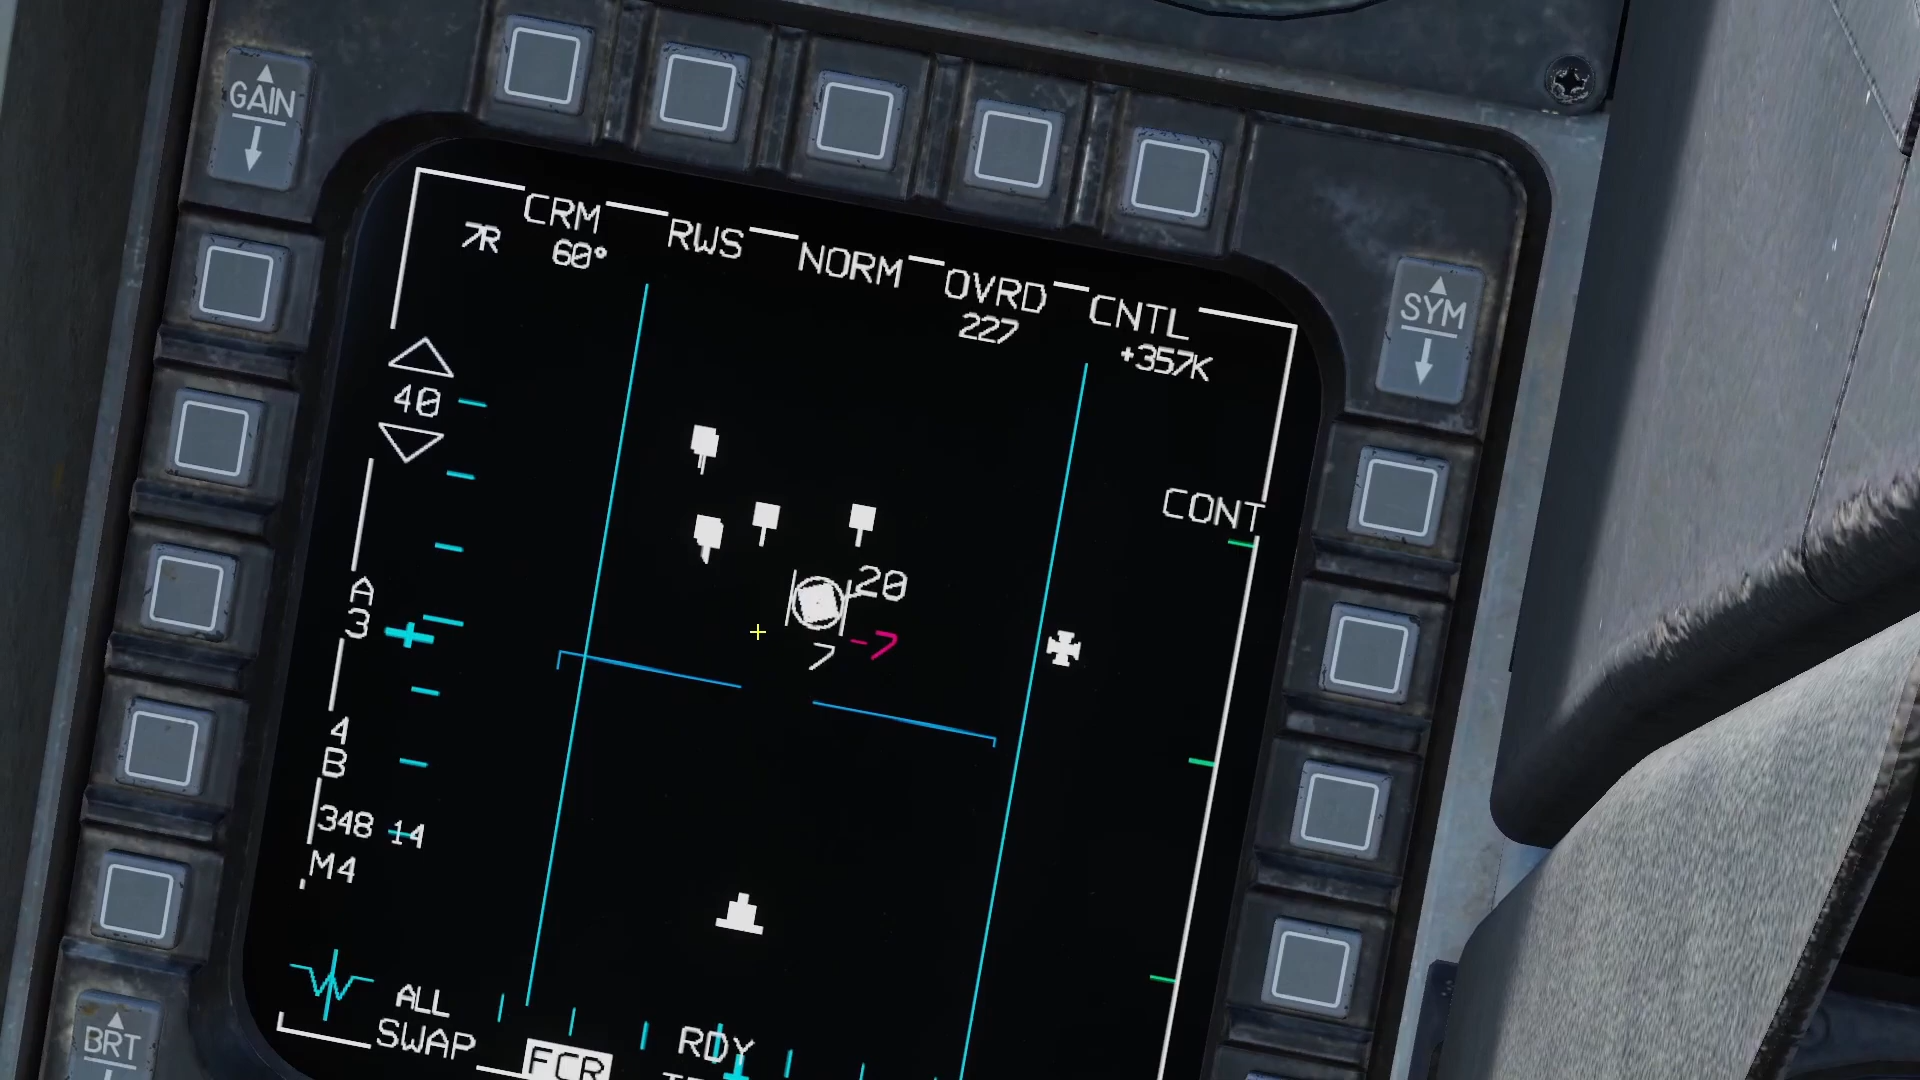 GAIN
CRM RWS NORM OVRD CNTL
7R 60° 227 +357K
SYM
40
CONT
20
A
3
-7
7
4
B
348 14
M4
ALL
SWAP FCR RDY
BRT